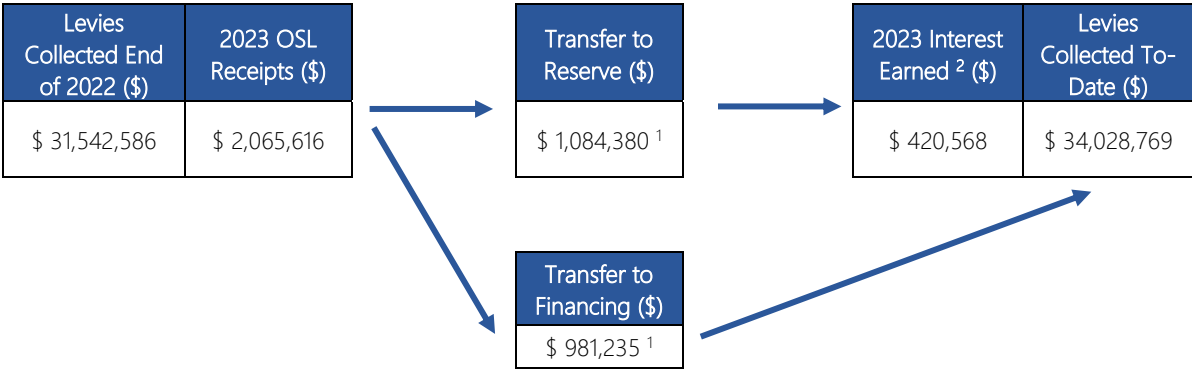 Levies
Collected End
of 2022 ($)
2023 OSL
Receipts ($)
$ 31,542,586
$ 2,065,616
Transfer to
Reserve ($)
$ 1,084,380 ¹
2023 Interest
Earned ² ($)
Levies
Collected To-
Date ($)
$ 420,568
$ 34,028,769
Transfer to
Financing ($)
$ 981,235 ¹